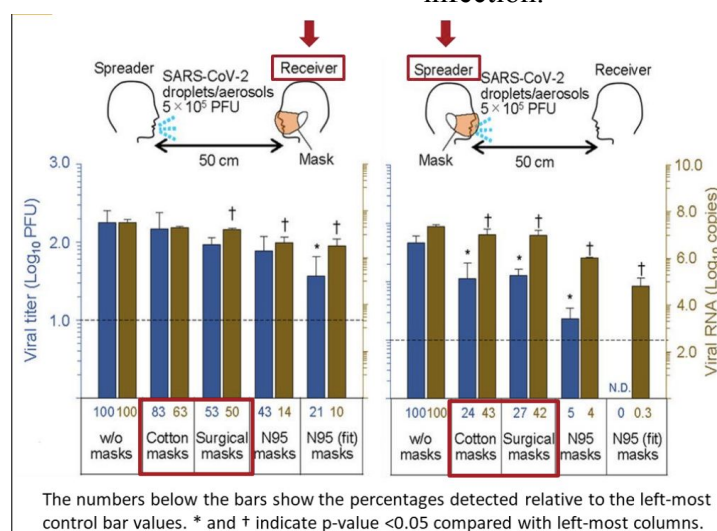 infection.
Spreader
SARS-CoV-2
droplets/aerosols
5 × 10⁵ PFU
Receiver
50 cm
Mask
Spreader
SARS-CoV-2
droplets/aerosols
5 × 10⁵ PFU
Receiver
Mask
50 cm
Viral titer (Log₁₀ PFU)
3.0
2.0
1.0
† † † *
100 100 83 63 53 50 43 14 21 10
w/o masks
Cotton masks
Surgical masks
N95 masks
N95 (fit) masks
* † * † * † †
N.D.
100 100 24 43 27 42 5 4 0 0.3
w/o masks
Cotton masks
Surgical masks
N95 masks
N95 (fit) masks
10.0
8.0
6.0
4.0
2.0
Viral RNA (Log₁₀ copies)
The numbers below the bars show the percentages detected relative to the left-most
control bar values. * and † indicate p-value <0.05 compared with left-most columns.